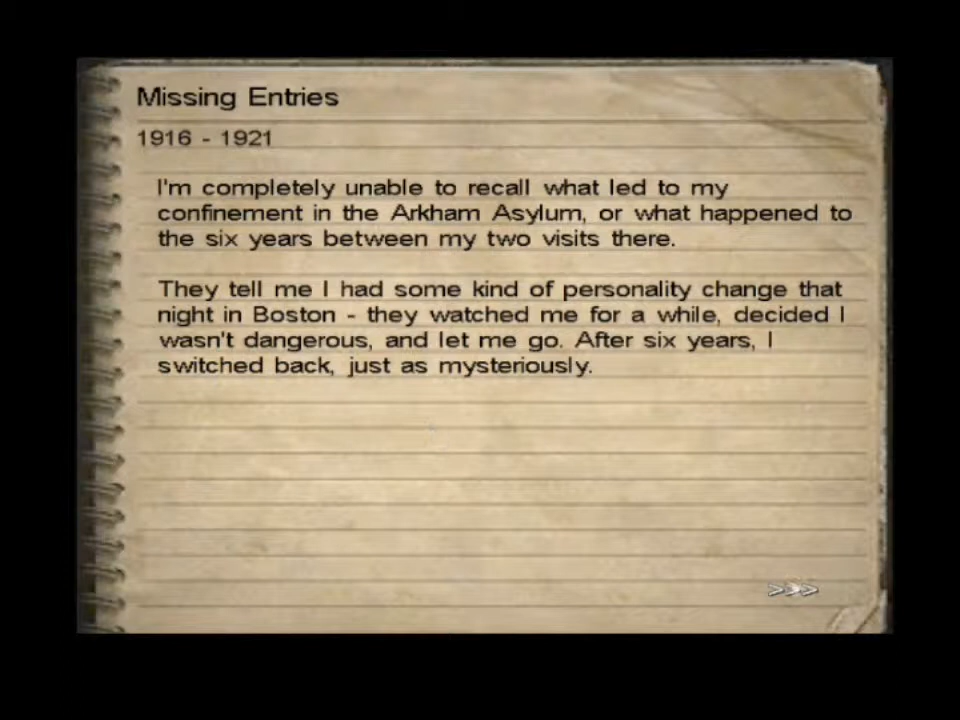 Missing Entries
1916 - 1921
I'm completely unable to recall what led to my
confinement in the Arkham Asylum, or what happened to
the six years between my two visits there.
They tell me I had some kind of personality change that
night in Boston - they watched me for a while, decided I
wasn't dangerous, and let me go. After six years, I
switched back, just as mysteriously.
>>>